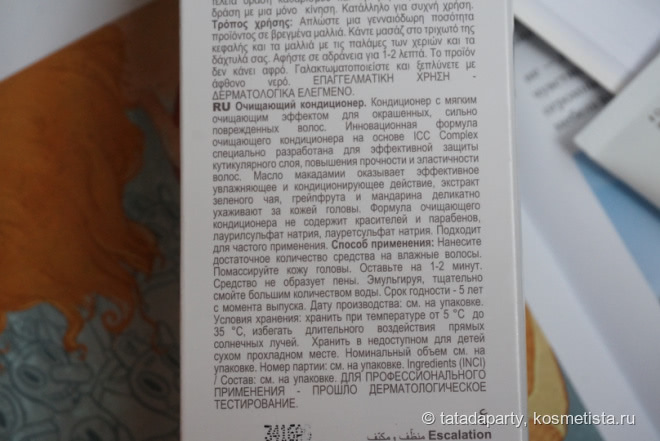 τέλεια δράση καθαρισμού
δράση με μία μόνο κίνηση. Κατάλληλο για συχνή χρήση.
Τρόπος χρήσης: Απλώστε μια γενναιόδωρη ποσότητα
προϊόντος σε βρεγμένα μαλλιά. Κάντε μασάζ στο τριχωτό της
κεφαλής και τα μαλλιά με τις παλάμες των χεριών και τα
δάχτυλά σας. Αφήστε σε αδράνεια για 1-2 λεπτά. Το προϊόν
δεν κάνει αφρό. Γαλακτωματοποιείστε και ξεπλύνετε με
άφθονο νερό. ΕΠΑΓΓΕΛΜΑΤΙΚΗ ΧΡΗΣΗ -
ΔΕΡΜΑΤΟΛΟΓΙΚΑ ΕΛΕΓΜΕΝΟ.
RU Очищающий кондиционер. Кондиционер с мягким
очищающим эффектом для окрашенных, сильно
поврежденных волос. Инновационная формула
очищающего кондиционера на основе ICC Complex
специально разработана для эффективной защиты
кутикулярного слоя, повышения прочности и эластичности
волос. Масло макадамии оказывает эффективное
увлажняющее и кондиционирующее действие, экстракт
зеленого чая, грейпфрута и мандарина деликатно
ухаживают за кожей головы. Формула очищающего
кондиционера не содержит красителей и парабенов,
лаурилсульфат натрия, лауретсульфат натрия. Подходит
для частого применения. Способ применения: Нанесите
достаточное количество средства на влажные волосы.
Помассируйте кожу головы. Оставьте на 1-2 минут.
Средство не образует пены. Эмульгируя, тщательно
смойте большим количеством воды. Срок годности - 5 лет
с момента выпуска. Дату производства: см. на упаковке.
Условия хранения: хранить при температуре от 5 °C до
35 °C, избегать длительного воздействия прямых
солнечных лучей. Хранить в недоступном для детей
сухом прохладном месте. Номинальный объем см. на
упаковке. Номер партии: см. на упаковке. Ingredients (INCI)
/ Состав: см. на упаковке. ДЛЯ ПРОФЕССИОНАЛЬНОГО
ПРИМЕНЕНИЯ - ПРОШЛО ДЕРМАТОЛОГИЧЕСКОЕ
ТЕСТИРОВАНИЕ.
ع
Escalation منظف و مكثف
© tatadaparty, kosmetista.ru